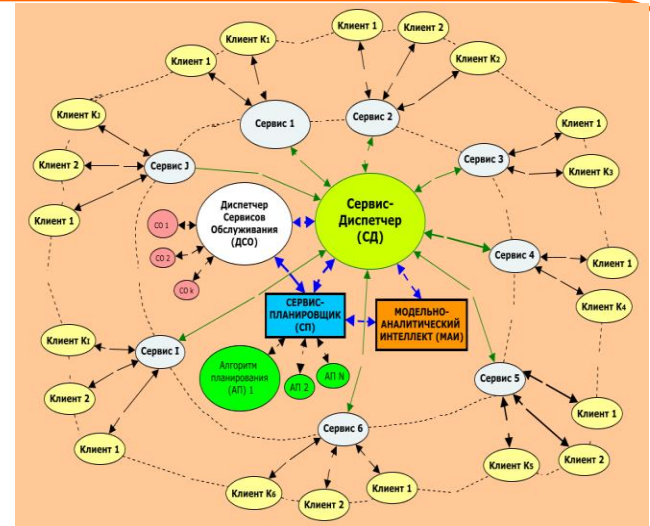 Клиент 1
Клиент 2
Клиент K₁
Клиент 1
Клиент K₂
Клиент KJ
Сервис 1
Сервис 2
Клиент 1
Клиент 2
Сервис J
Сервис 3
Клиент K₃
Клиент 1
Диспетчер
Сервисов
Обслуживания
(ДСО)
Сервис-
Диспетчер
(СД)
СО 1
СО 2
СО k
Сервис 4
Клиент 1
Клиент K₄
СЕРВИС-
ПЛАНИРОВЩИК
(СП)
МОДЕЛЬНО-
АНАЛИТИЧЕСКИЙ
ИНТЕЛЛЕКТ (МАИ)
Клиент KI
Сервис I
Алгоритм
планирования
(АП) 1
АП 2
АП N
Сервис 5
Клиент 2
Клиент 1
Клиент 1
Сервис 6
Клиент 2
Клиент K₅
Клиент K₆
Клиент 2
Клиент 1